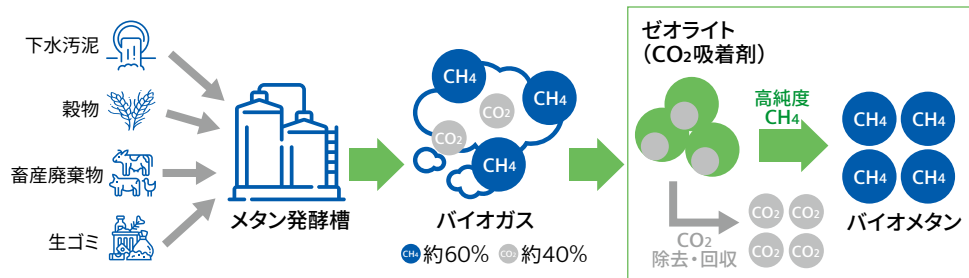 下水汚泥
穀物
畜産廃棄物
生ゴミ
メタン発酵槽
CH4
CH4
CO2
CO2
CH4
バイオガス
CH4 約60% CO2 約40%
ゼオライト
（CO2吸着剤）
高純度
CH4
CO2
除去・回収
CO2 CO2
CO2 CO2
CH4 CH4
CH4 CH4
バイオメタン